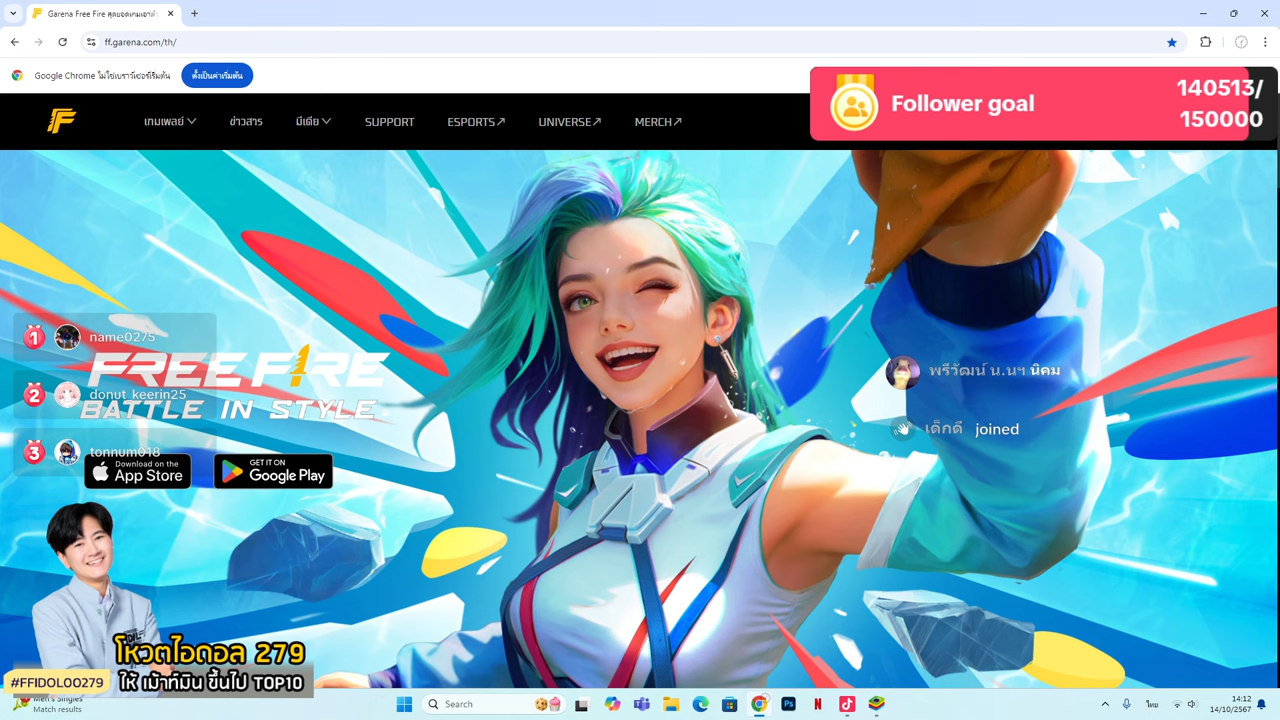 Garena Free Fire สุดยอดเกมเอาตัว
ff.garena.com/th/
Google Chrome ไม่ใช่เบราว์เซอร์เริ่มต้น
ตั้งเป็นค่าเริ่มต้น
เกมเพลย์
ข่าวสาร
มีเดีย
SUPPORT
ESPORTS
UNIVERSE
MERCH
Follower goal
140513/
150000
1 name0275
FREE FIRE
2 donut_keerin25
BATTLE IN STYLE
3 tonnum018
Download on the
App Store
GET IT ON
Google Play
พรีวัฒน์ น.นฯ นิคม
เด็กดี joined
โหวตไอดอล 279
#FFIDOLOO279
ให้ เม้าท์มิน ขึ้นไป TOP10
Men's Singles
Match results
Search
ไทย
14:12
14/10/2567